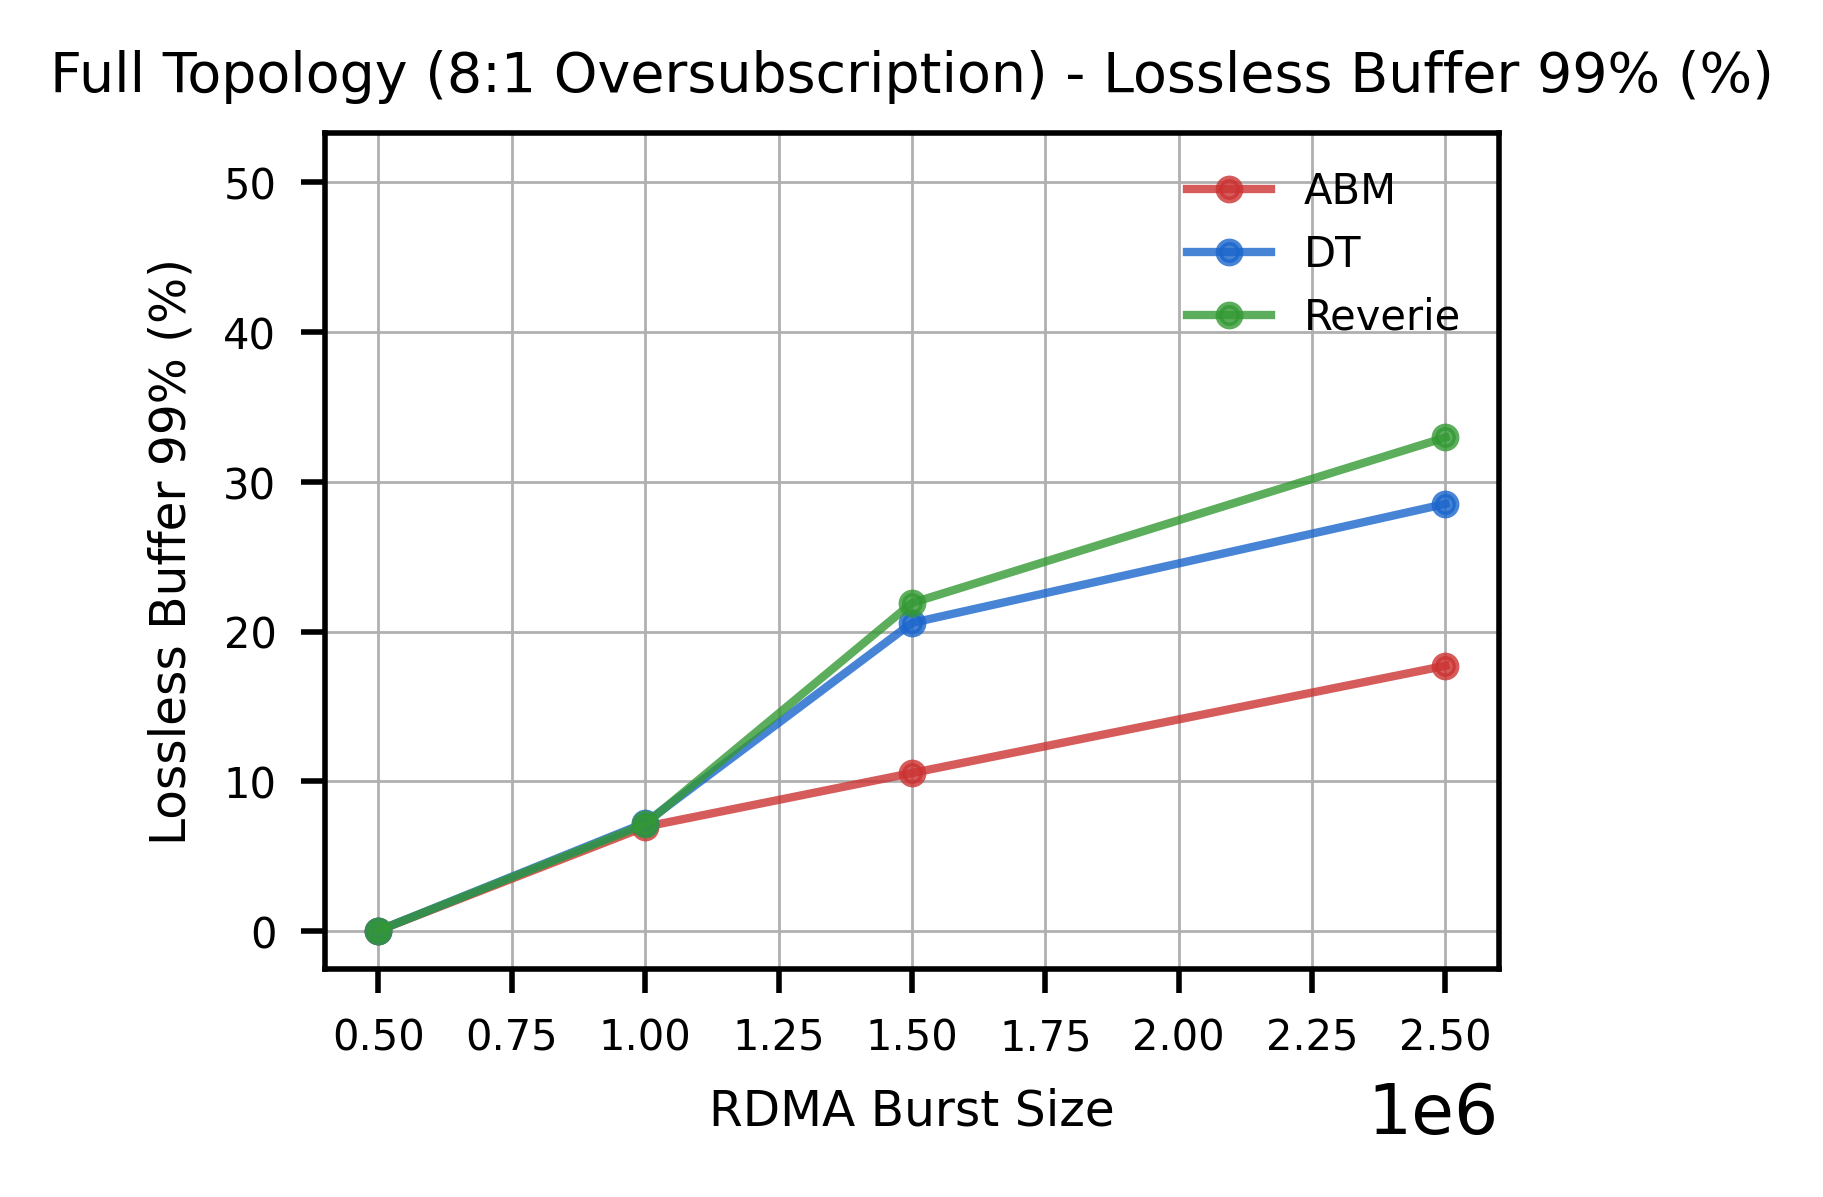 Full Topology (8:1 Oversubscription) - Lossless Buffer 99% (%)
Lossless Buffer 99% (%)
50
40
30
20
10
0
ABM
DT
Reverie
0.50 0.75 1.00 1.25 1.50 1.75 2.00 2.25 2.50
RDMA Burst Size
1e6